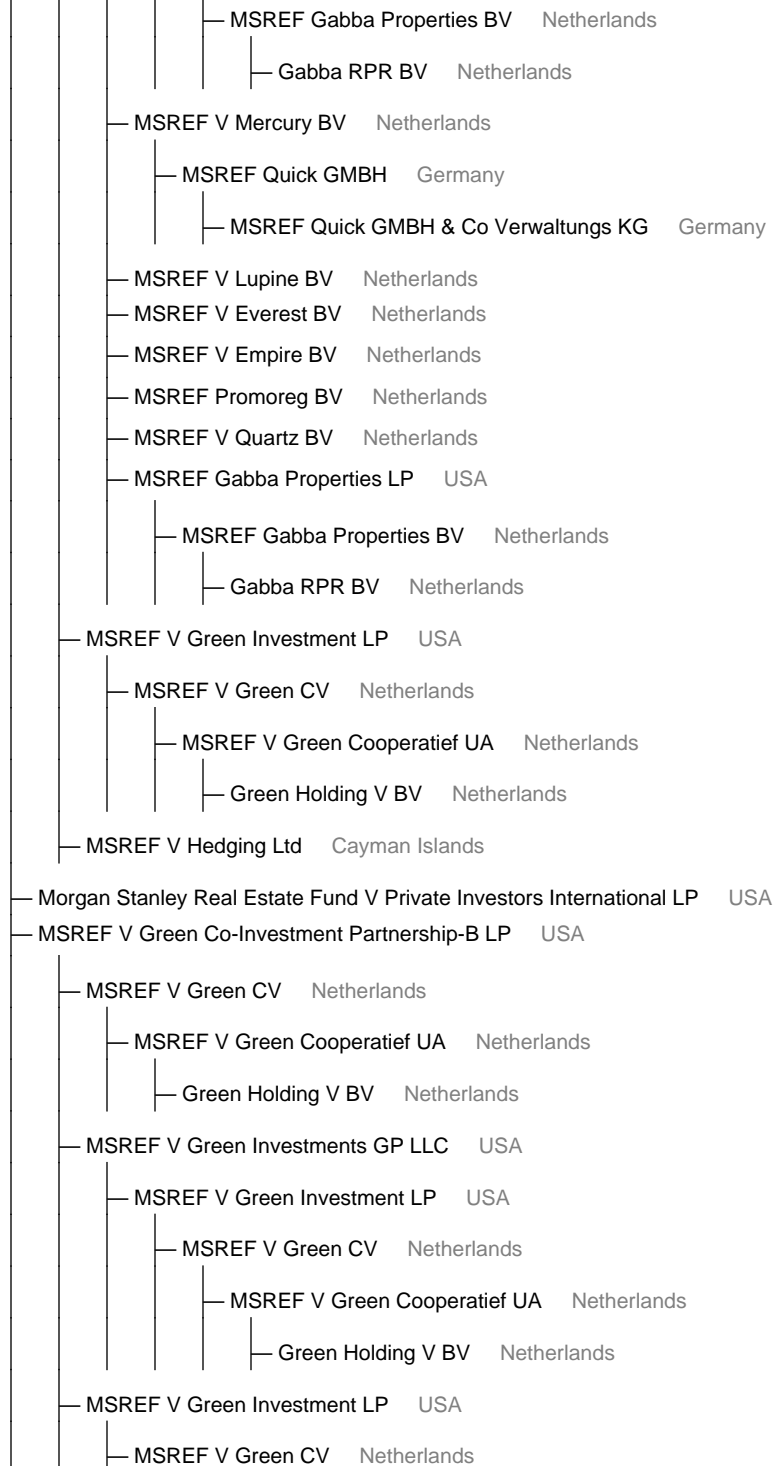 MSREF Gabba Properties BV Netherlands
Gabba RPR BV Netherlands
MSREF V Mercury BV Netherlands
MSREF Quick GMBH Germany
MSREF Quick GMBH & Co Verwaltungs KG Germany
MSREF V Lupine BV Netherlands
MSREF V Everest BV Netherlands
MSREF V Empire BV Netherlands
MSREF Promoreg BV Netherlands
MSREF V Quartz BV Netherlands
MSREF Gabba Properties LP USA
MSREF Gabba Properties BV Netherlands
Gabba RPR BV Netherlands
MSREF V Green Investment LP USA
MSREF V Green CV Netherlands
MSREF V Green Cooperatief UA Netherlands
Green Holding V BV Netherlands
MSREF V Hedging Ltd Cayman Islands
Morgan Stanley Real Estate Fund V Private Investors International LP USA
MSREF V Green Co-Investment Partnership-B LP USA
MSREF V Green CV Netherlands
MSREF V Green Cooperatief UA Netherlands
Green Holding V BV Netherlands
MSREF V Green Investments GP LLC USA
MSREF V Green Investment LP USA
MSREF V Green CV Netherlands
MSREF V Green Cooperatief UA Netherlands
Green Holding V BV Netherlands
MSREF V Green Investment LP USA
MSREF V Green CV Netherlands